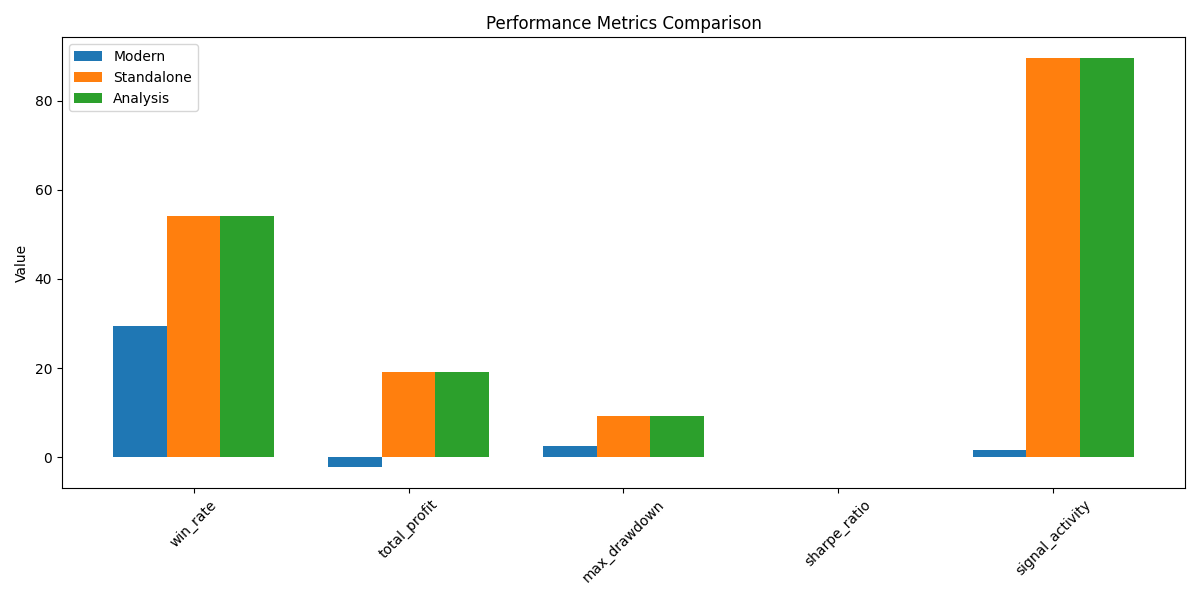 Performance Metrics Comparison
Modern
Standalone
Analysis
Value
80
60
40
20
0
win_rate
total_profit
max_drawdown
sharpe_ratio
signal_activity